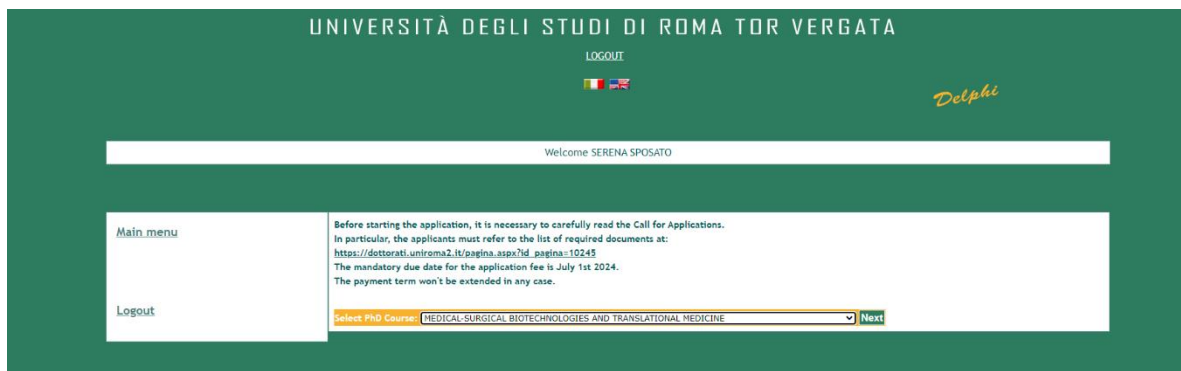 UNIVERSITÀ DEGLI STUDI DI ROMA TOR VERGATA
LOGOUT
Delphi
Welcome SERENA SPOSATO
Main menu
Logout
Before starting the application, it is necessary to carefully read the Call for Applications.
In particular, the applicants must refer to the list of required documents at:
https://dottorati.uniroma2.it/pagina.aspx?id_pagina=10245
The mandatory due date for the application fee is July 1st 2024.
The payment term won't be extended in any case.
Select PhD Course: MEDICAL-SURGICAL BIOTECHNOLOGIES AND TRANSLATIONAL MEDICINE Next